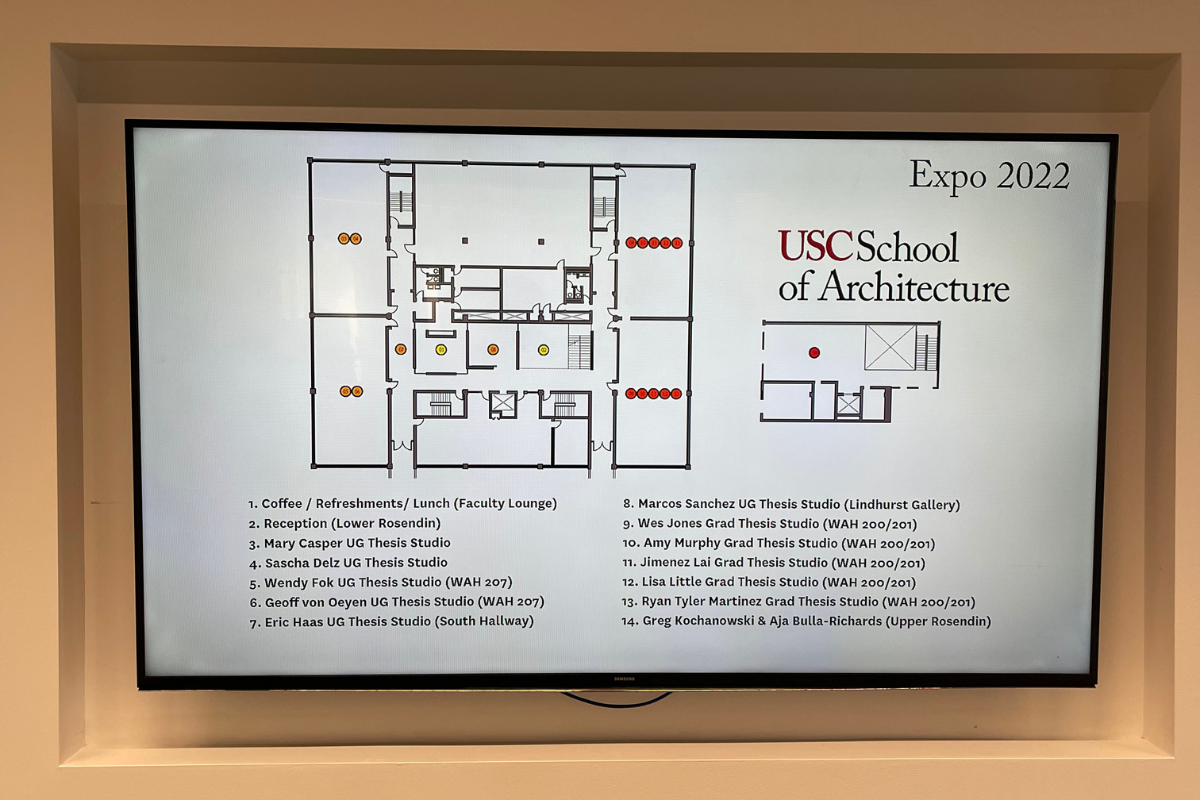 Expo 2022
USC School
of Architecture
1. Coffee / Refreshments/ Lunch (Faculty Lounge)
2. Reception (Lower Rosendin)
3. Mary Casper UG Thesis Studio
4. Sascha Delz UG Thesis Studio
5. Wendy Fok UG Thesis Studio (WAH 207)
6. Geoff von Oeyen UG Thesis Studio (WAH 207)
7. Eric Haas UG Thesis Studio (South Hallway)
8. Marcos Sanchez UG Thesis Studio (Lindhurst Gallery)
9. Wes Jones Grad Thesis Studio (WAH 200/201)
10. Amy Murphy Grad Thesis Studio (WAH 200/201)
11. Jimenez Lai Grad Thesis Studio (WAH 200/201)
12. Lisa Little Grad Thesis Studio (WAH 200/201)
13. Ryan Tyler Martinez Grad Thesis Studio (WAH 200/201)
14. Greg Kochanowski & Aja Bulla-Richards (Upper Rosendin)
SAMSUNG